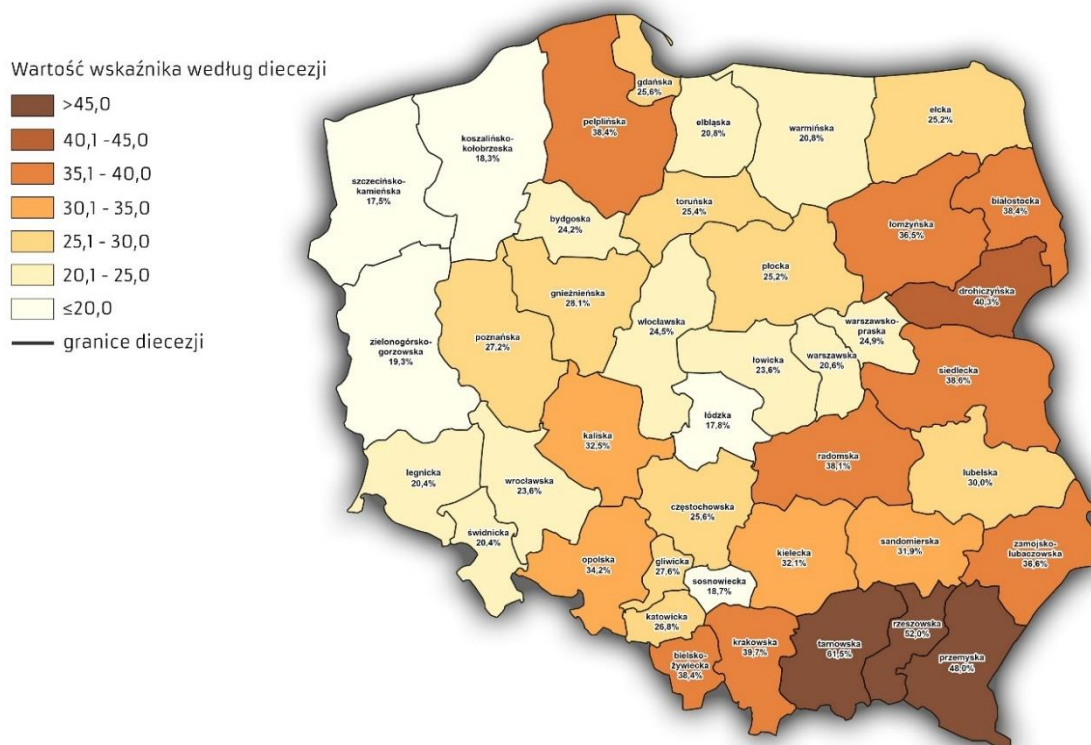 Wartość wskaźnika według diecezji
>45,0
40,1 -45,0
35,1 - 40,0
30,1 - 35,0
25,1 - 30,0
20,1 - 25,0
≤20,0
granice diecezji
gdańska
25,6%
pelplińska
38,4%
koszalińsko-
kołobrzeska
18,3%
elbląska
20,8%
warmińska
20,8%
ełcka
25,2%
szczecińsko-
kamieńska
17,5%
bydgoska
24,2%
toruńska
25,4%
łomżyńska
36,5%
białostocka
38,4%
płocka
25,2%
drohiczyńska
40,3%
gnieźnieńska
28,1%
włocławska
24,5%
warszawsko-
praska
24,9%
zielonogórsko-
gorzowska
19,3%
poznańska
27,2%
łowicka
23,6%
warszawska
20,6%
siedlecka
38,6%
łódzka
17,8%
kaliska
32,5%
radomska
38,1%
lubelska
30,0%
legnicka
20,4%
wrocławska
23,6%
częstochowska
25,6%
świdnicka
20,4%
opolska
34,2%
gliwicka
27,6%
sosnowiecka
18,7%
kielecka
32,1%
sandomierska
31,9%
zamojsko-
lubaczowska
36,6%
katowicka
26,8%
bielsko-
żywiecka
38,4%
krakowska
39,7%
tarnowska
61,5%
rzeszowska
52,0%
przemyska
48,0%